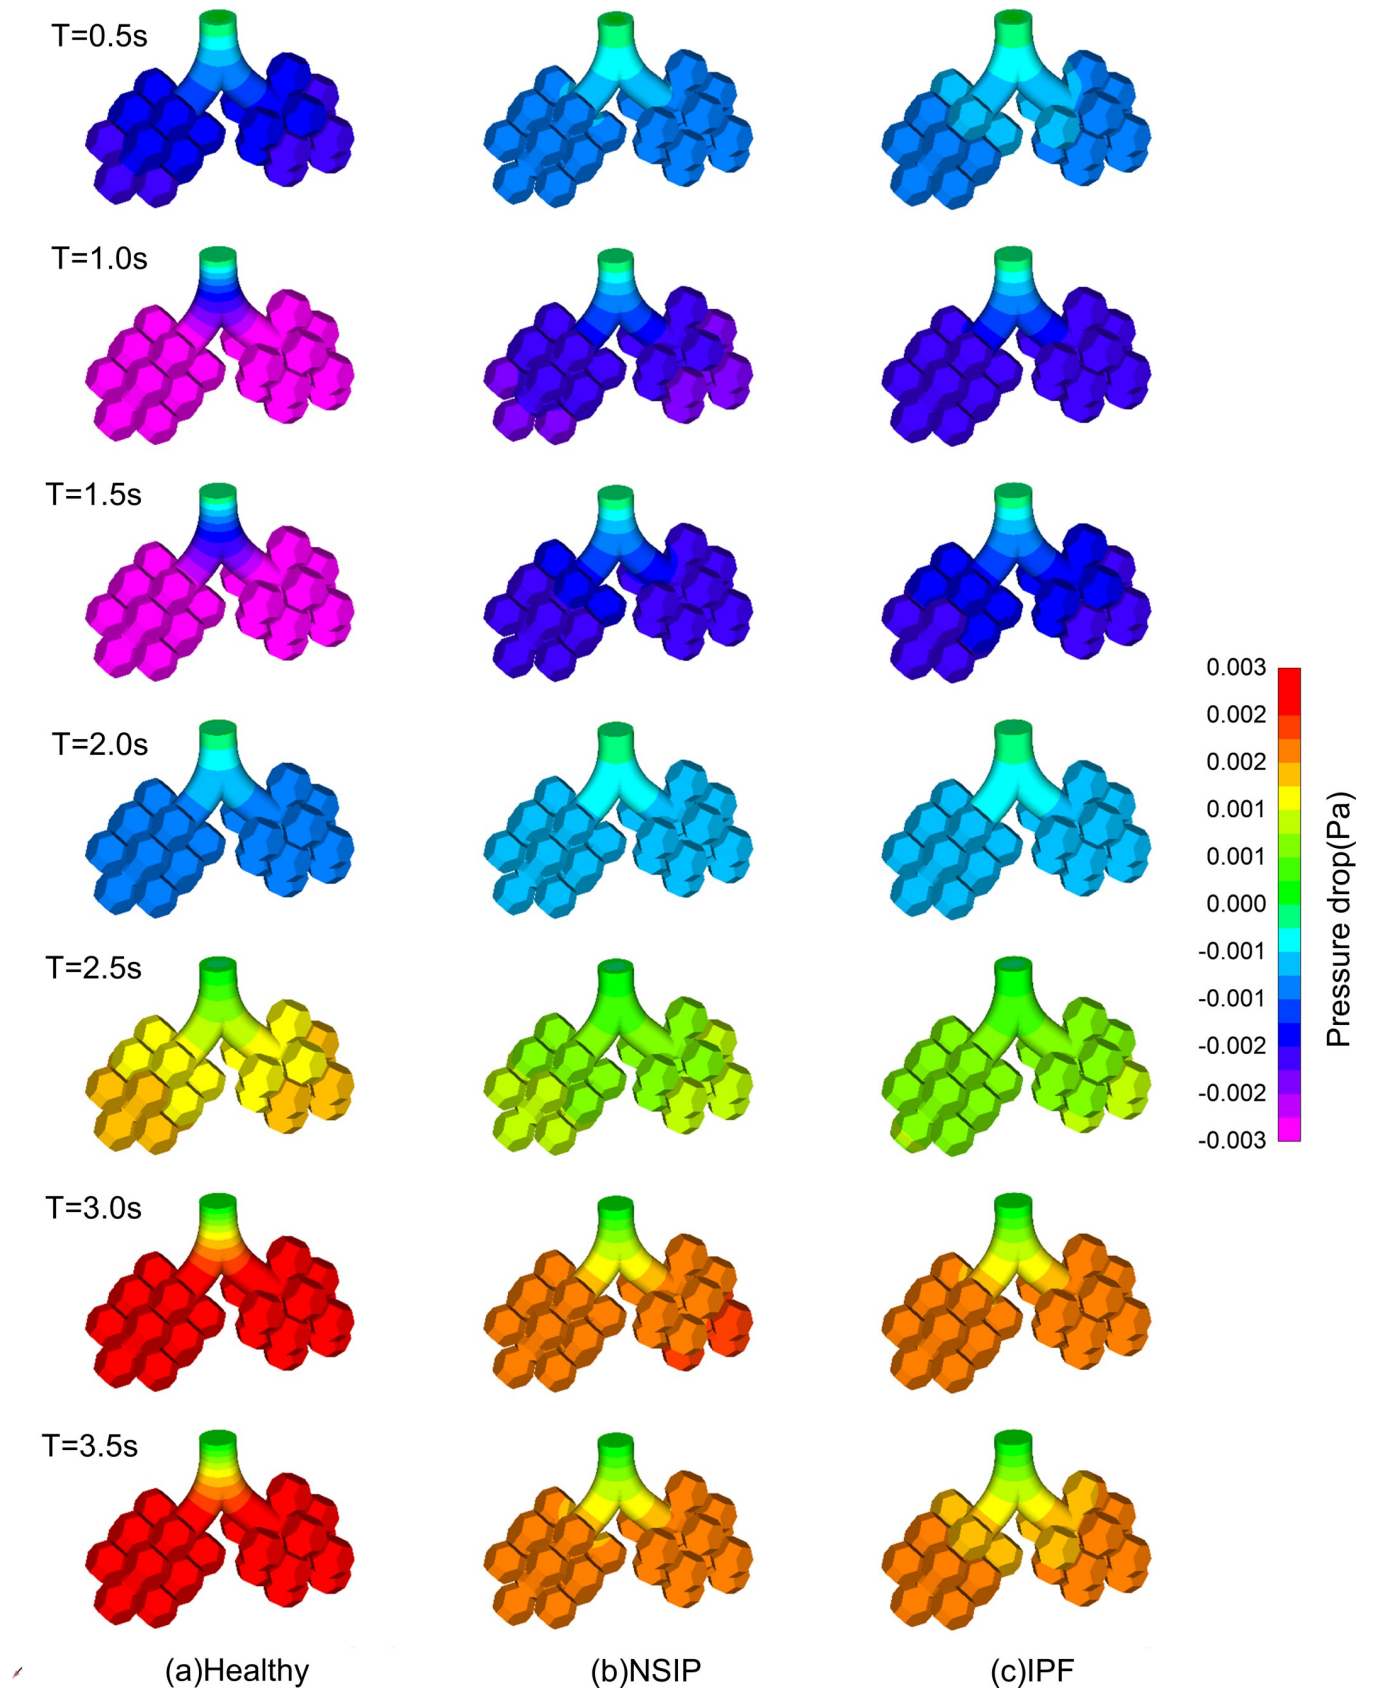 T=0.5s
T=1.0s
T=1.5s
T=2.0s
T=2.5s
T=3.0s
T=3.5s
0.003
0.002
0.002
0.001
0.001
0.000
-0.001
-0.001
-0.002
-0.002
-0.003
Pressure drop(Pa)
(a)Healthy
(b)NSIP
(c)IPF